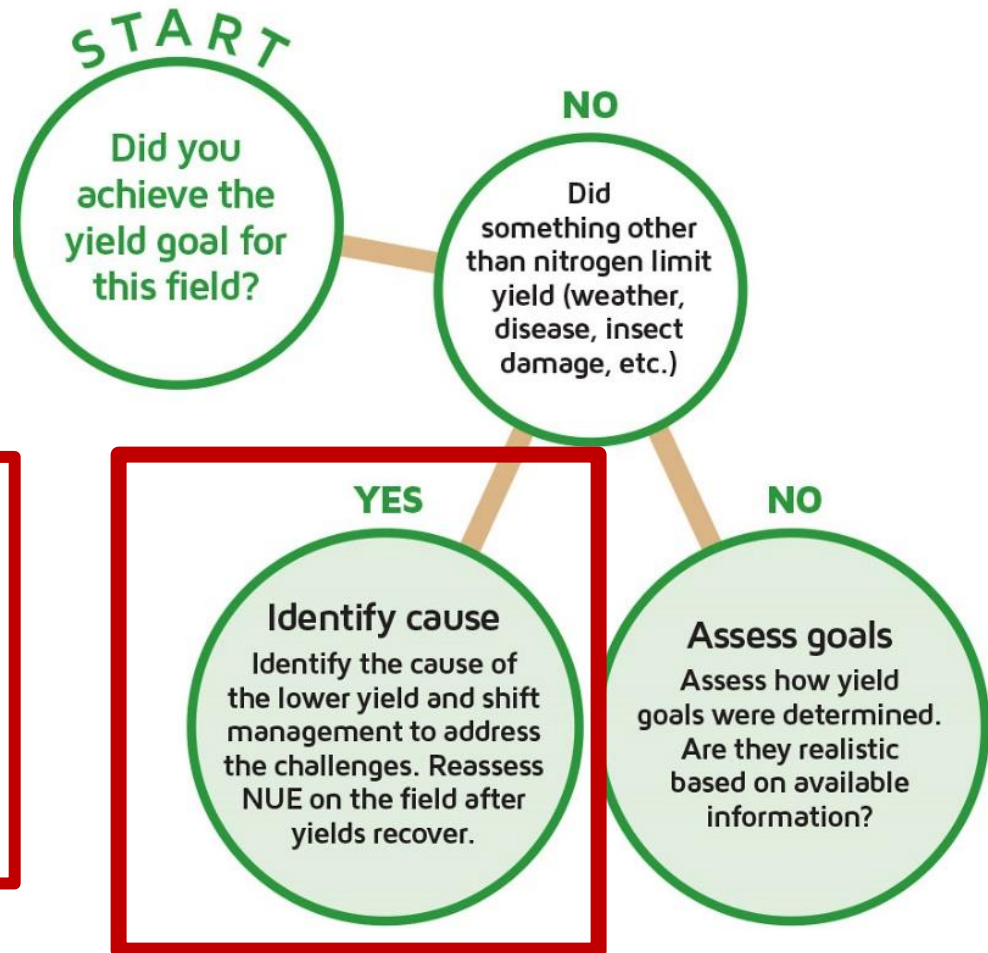 START
Did you
achieve the
yield goal for
this field?
NO
Did
something other
than nitrogen limit
yield (weather,
disease, insect
damage, etc.)
YES
Identify cause
Identify the cause of
the lower yield and shift
management to address
the challenges. Reassess
NUE on the field after
yields recover.
NO
Assess goals
Assess how yield
goals were determined.
Are they realistic
based on available
information?